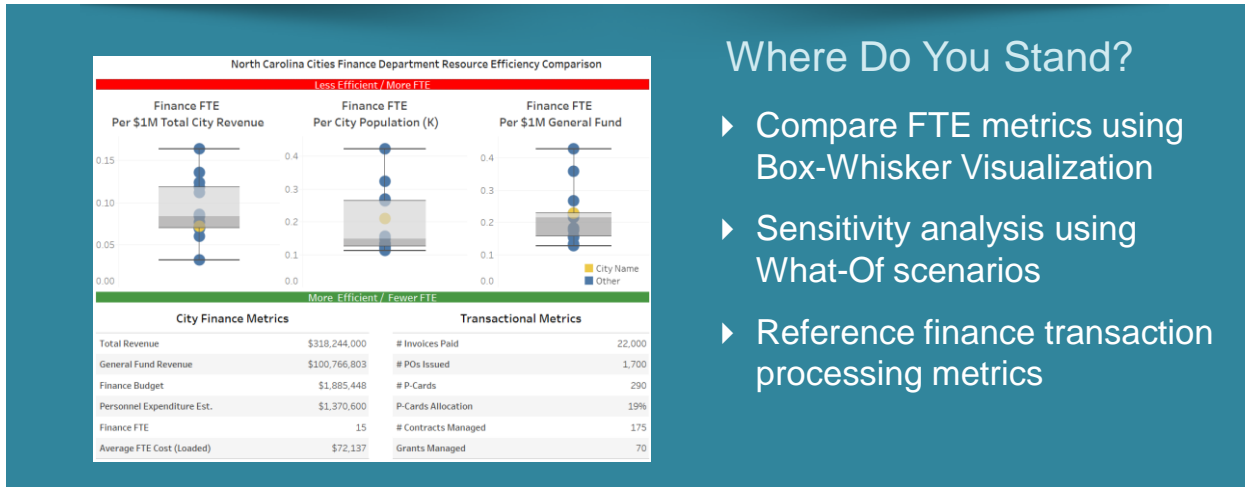 North Carolina Cities Finance Department Resource Efficiency Comparison
Less Efficient / More FTE
Finance FTE
Per $1M Total City Revenue
0.15
0.10
0.05
0.00
Finance FTE
Per City Population (K)
0.4
0.3
0.2
0.1
0.0
Finance FTE
Per $1M General Fund
0.4
0.3
0.2
0.1
0.0
City Name
Other
More Efficient / Fewer FTE
City Finance Metrics
Total Revenue $318,244,000
General Fund Revenue $100,766,803
Finance Budget $1,885,448
Personnel Expenditure Est. $1,370,600
Finance FTE 15
Average FTE Cost (Loaded) $72,137
Transactional Metrics
# Invoices Paid 22,000
# POs Issued 1,700
# P-Cards 290
P-Cards Allocation 19%
# Contracts Managed 175
Grants Managed 70
Where Do You Stand?
Compare FTE metrics using
Box-Whisker Visualization
Sensitivity analysis using
What-Of scenarios
Reference finance transaction
processing metrics